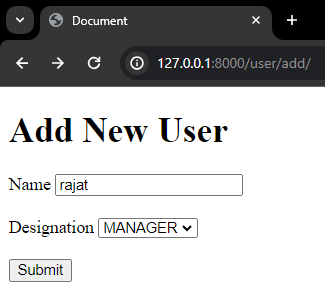 Document
127.0.0.1:8000/user/add/
Add New User
Name rajat
Designation MANAGER
Submit